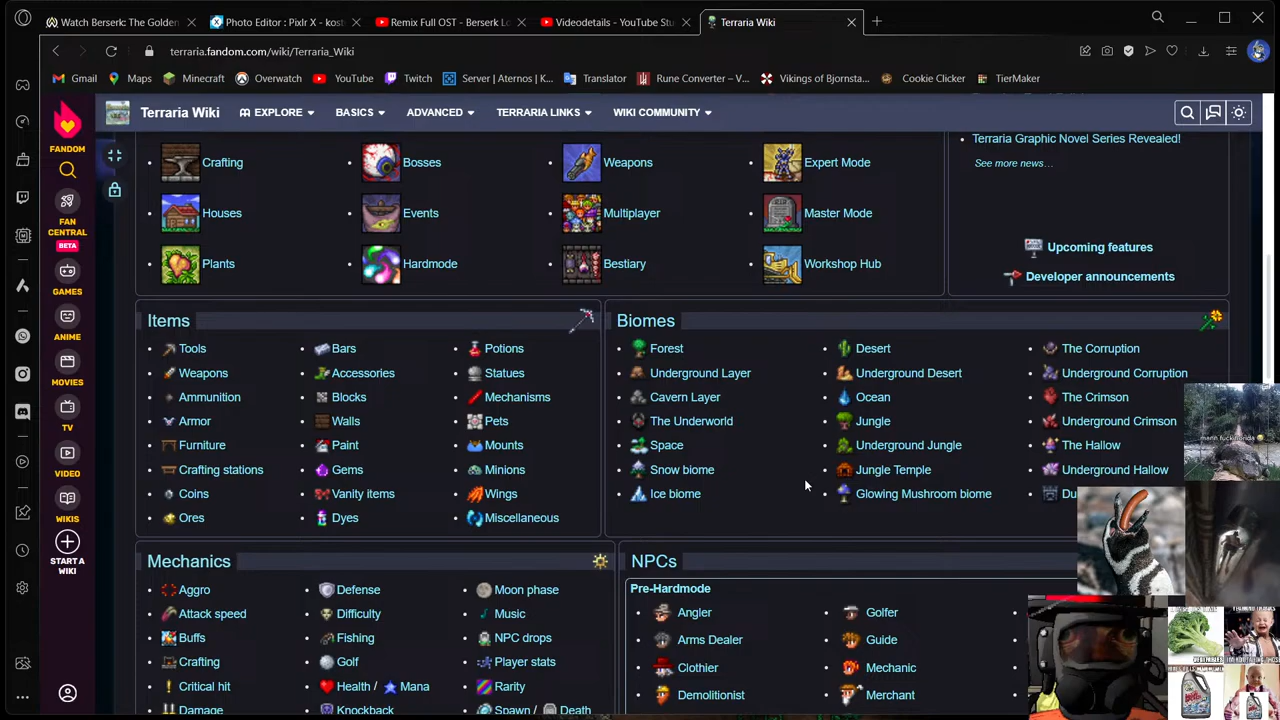 Watch Berserk: The Golden
Photo Editor : Pixlr X - kost
Remix Full OST - Berserk Lo
Videodetails - YouTube Stu
Terraria Wiki
terraria.fandom.com/wiki/Terraria_Wiki
Gmail Maps Minecraft Overwatch YouTube Twitch Server | Aternos | K... Translator Rune Converter – V... Vikings of Bjornsta... Cookie Clicker TierMaker
FANDOM
FAN CENTRAL
BETA
GAMES
ANIME
MOVIES
TV
VIDEO
WIKIS
START A WIKI
Terraria Wiki EXPLORE BASICS ADVANCED TERRARIA LINKS WIKI COMMUNITY
Crafting Bosses Weapons Expert Mode
Houses Events Multiplayer Master Mode
Plants Hardmode Bestiary Workshop Hub
Terraria Graphic Novel Series Revealed!
See more news…
Upcoming features
Developer announcements
Items
Tools Bars Potions
Weapons Accessories Statues
Ammunition Blocks Mechanisms
Armor Walls Pets
Furniture Paint Mounts
Crafting stations Gems Minions
Coins Vanity items Wings
Ores Dyes Miscellaneous
Biomes
Forest Desert The Corruption
Underground Layer Underground Desert Underground Corruption
Cavern Layer Ocean The Crimson
The Underworld Jungle Underground Crimson
Space Underground Jungle The Hallow
Snow biome Jungle Temple Underground Hallow
Ice biome Glowing Mushroom biome Du
Mechanics
Aggro Defense Moon phase
Attack speed Difficulty Music
Buffs Fishing NPC drops
Crafting Golf Player stats
Critical hit Health / Mana Rarity
Damage Knockback Spawn / Death
NPCs
Pre-Hardmode
Angler Golfer
Arms Dealer Guide
Clothier Mechanic
Demolitionist Merchant